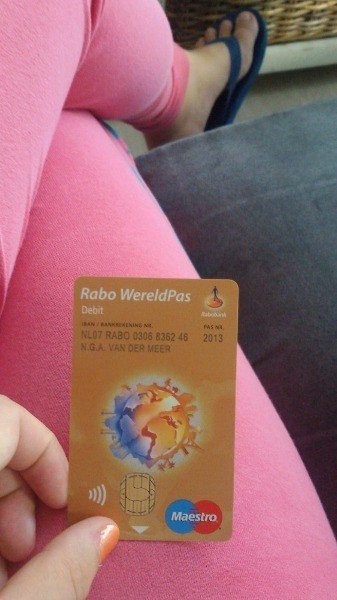 Rabo WereldPas
Debit
Rabobank
IBAN / BANKREKENING NR.
PAS NR.
NL07 RABO 0306 8362 46
2013
N.G.A. VAN DER MEER
Maestro